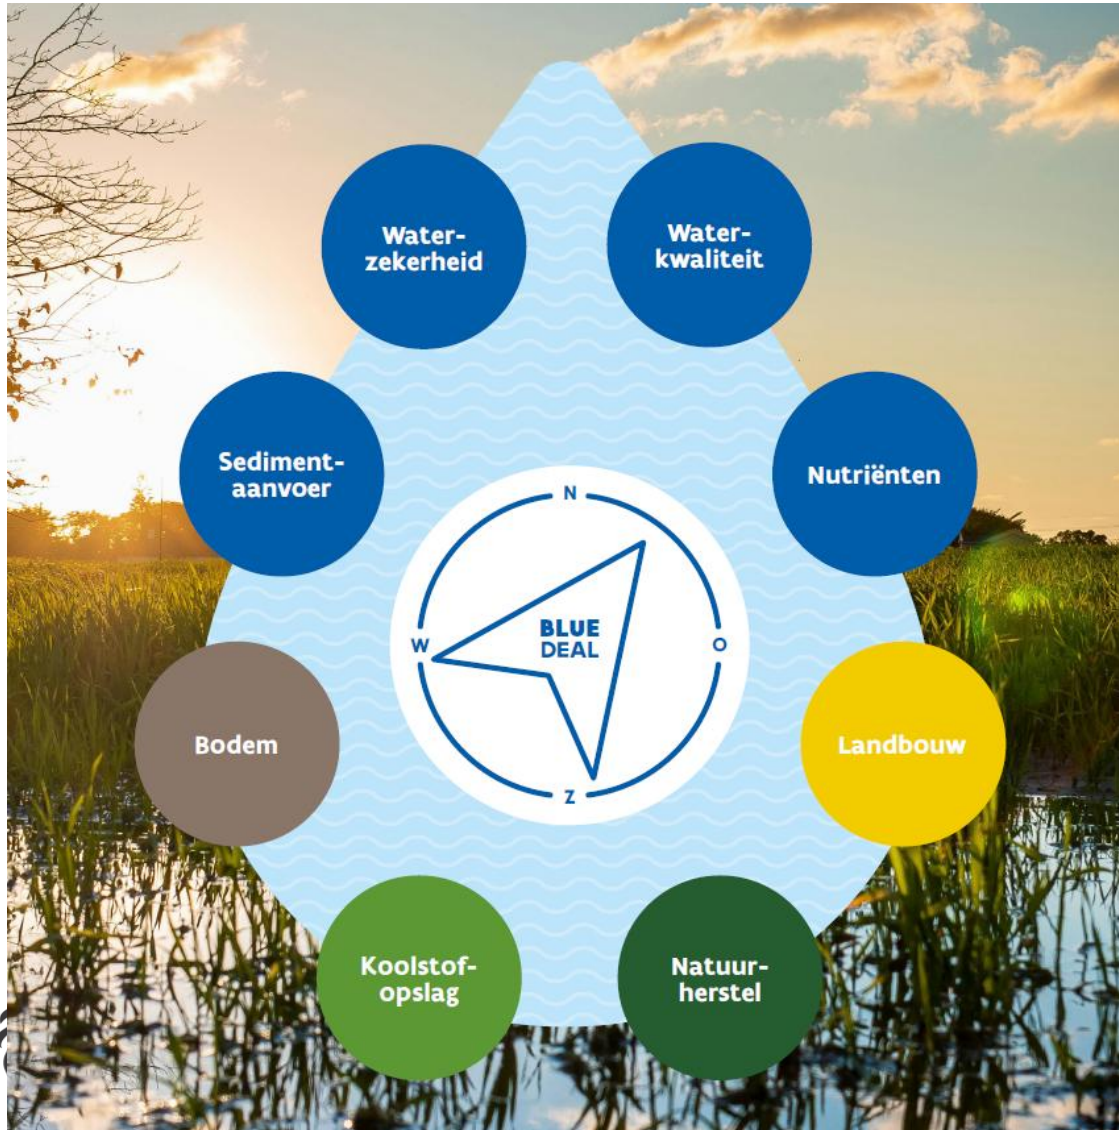 Water-
zekerheid
Water-
kwaliteit
Sediment-
aanvoer
Nutriënten
N
W
BLUE
DEAL
O
Z
Bodem
Landbouw
Koolstof-
opslag
Natuur-
herstel